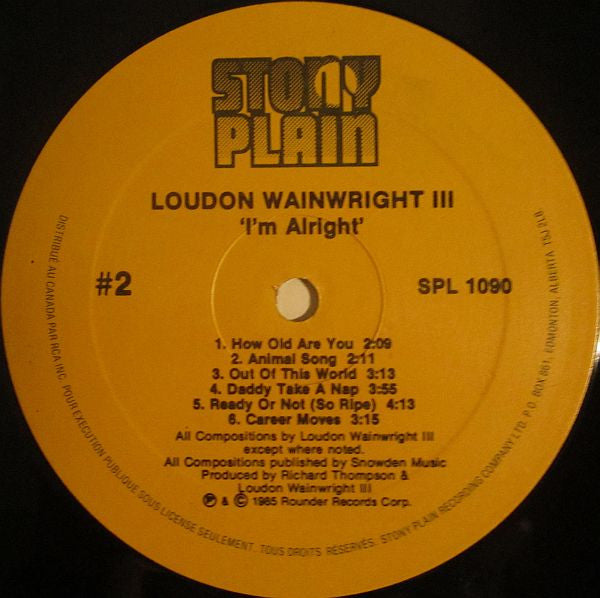 STONY
PLAIN
LOUDON WAINWRIGHT III
'I'm Alright'
#2
SPL 1090
1. How Old Are You 2:09
2. Animal Song 2:11
3. Out Of This World 3:13
4. Daddy Take A Nap 3:55
5. Ready Or Not (So Ripe) 4:13
6. Career Moves 3:15
All Compositions by Loudon Wainwright III
except where noted.
All Compositions published by Snowden Music
Produced by Richard Thompson &
Loudon Wainwright III
Ⓟ & © 1985 Rounder Records Corp.
DISTRIBUÉ AU CANADA PAR RCA INC. POUR EXECUTION PUBLIQUE SOUS LICENSE SEULEMENT. TOUS DROITS RÉSERVÉS. STONY PLAIN RECORDING COMPANY LTD. P.O. BOX 861, EDMONTON, ALBERTA T5J 2L8.